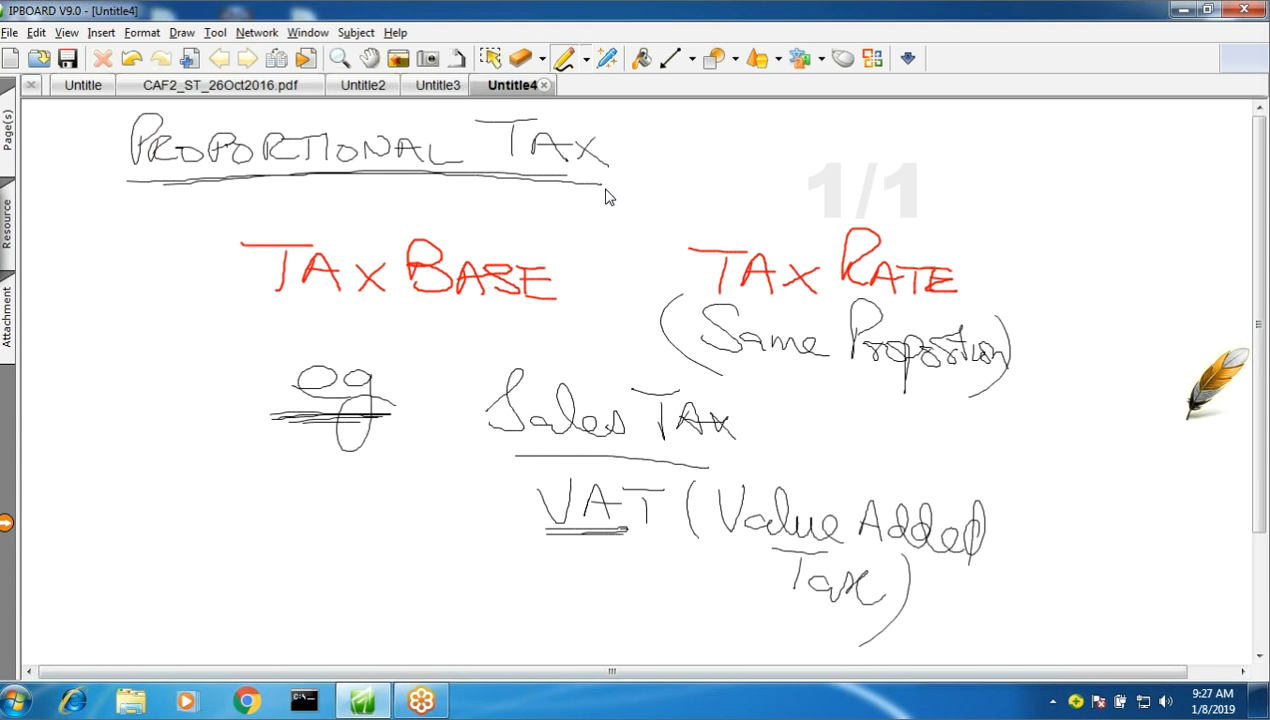 IPBOARD V9.0 - [Untitle4]
File Edit View Insert Format Draw Tool Network Window Subject Help
Untitle CAF2_ST_26Oct2016.pdf Untitle2 Untitle3 Untitle4
Page(s)
Resource
Attachment
PROPORTIONAL TAX
1/1
TAX BASE TAX RATE
(Same Proportion)
eg Sales TAX
VAT (Value Added
Tax)
9:27 AM
1/8/2019